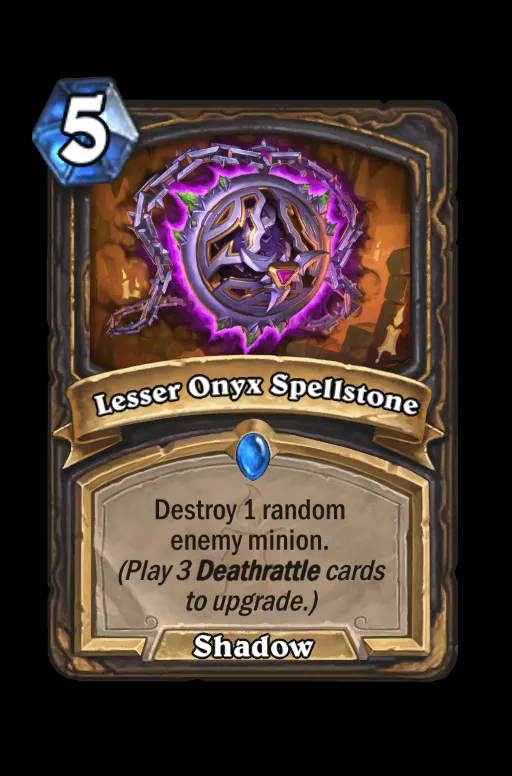 5
Lesser Onyx Spellstone
Destroy 1 random
enemy minion.
(Play 3 Deathrattle cards
to upgrade.)
Shadow